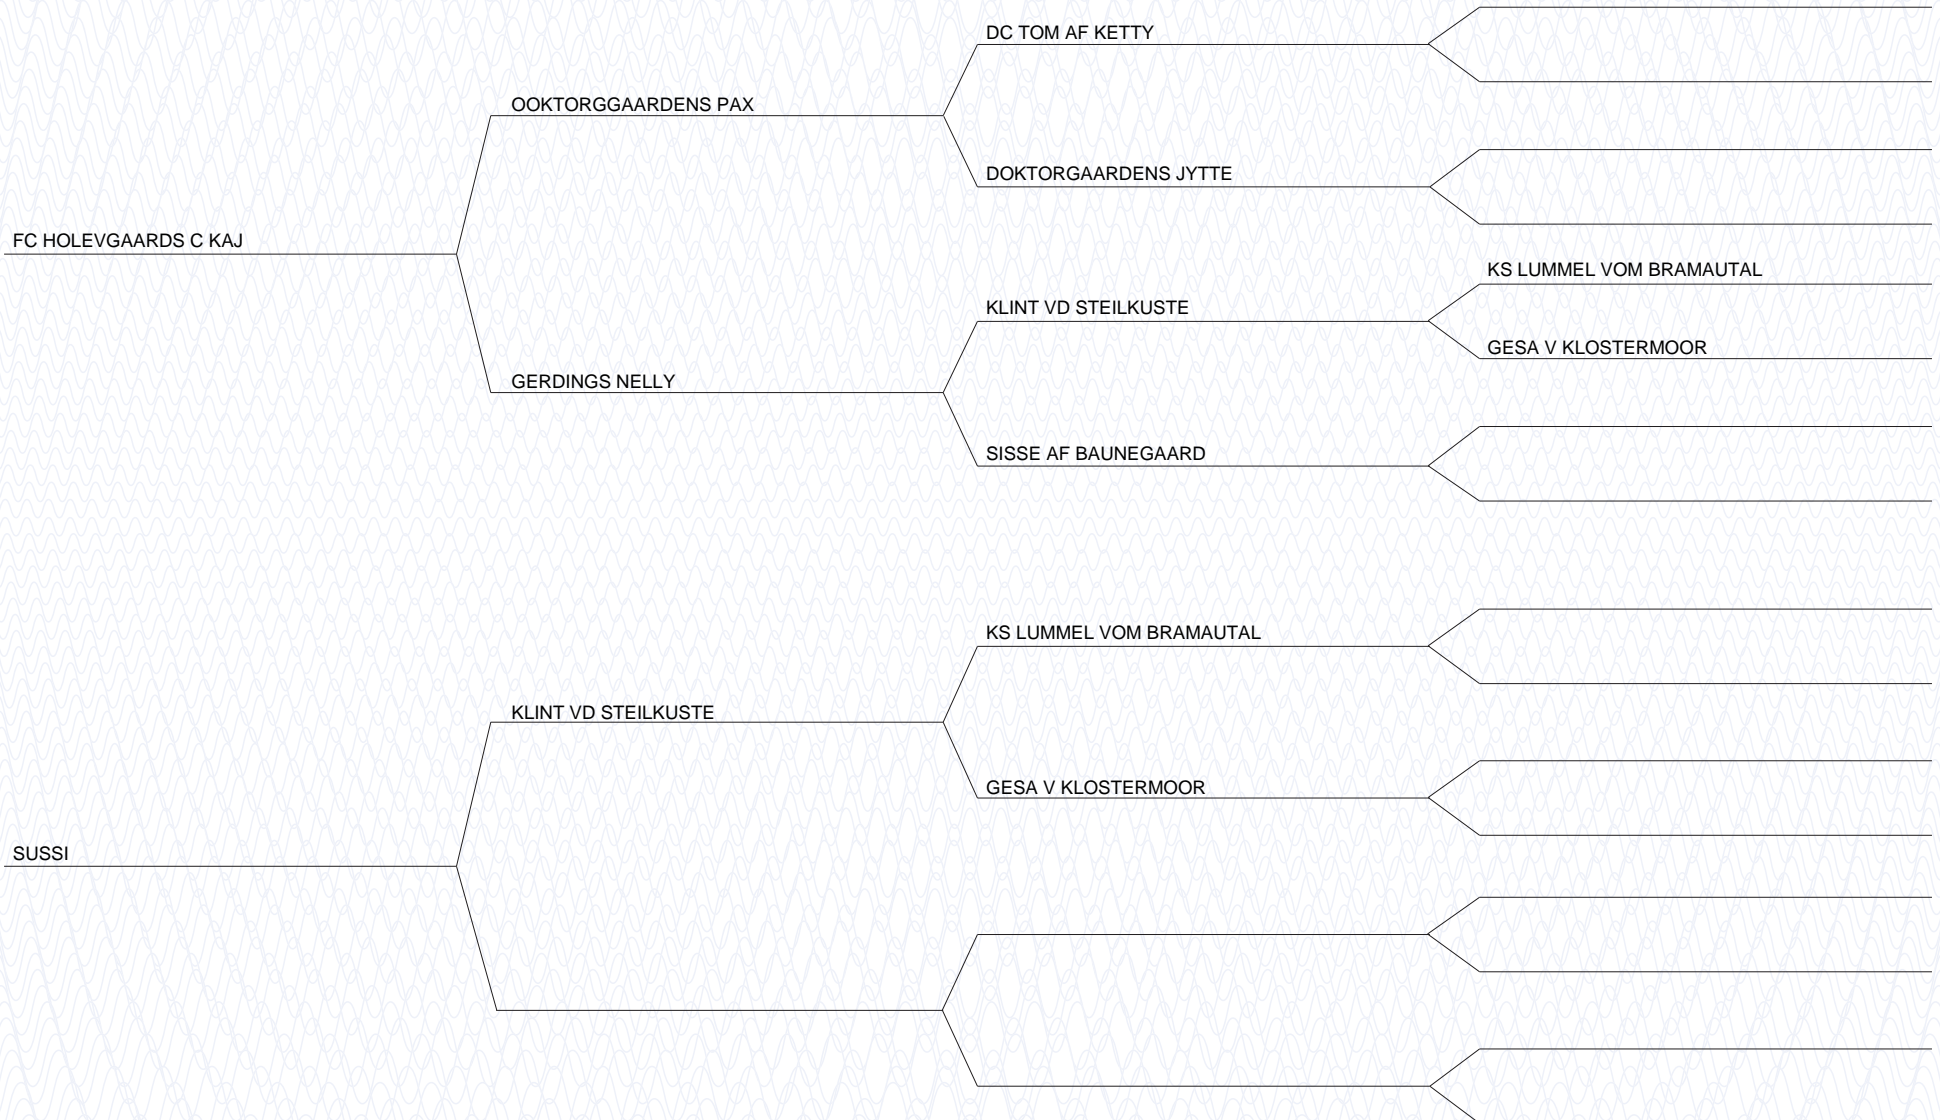 DC TOM AF KETTY
OOKTORGGAARDENS PAX
DOKTORGAARDENS JYTTE
FC HOLEVGAARDS C KAJ
KS LUMMEL VOM BRAMAUTAL
KLINT VD STEILKUSTE
GESA V KLOSTERMOOR
GERDINGS NELLY
SISSE AF BAUNEGAARD
KS LUMMEL VOM BRAMAUTAL
KLINT VD STEILKUSTE
GESA V KLOSTERMOOR
SUSSI